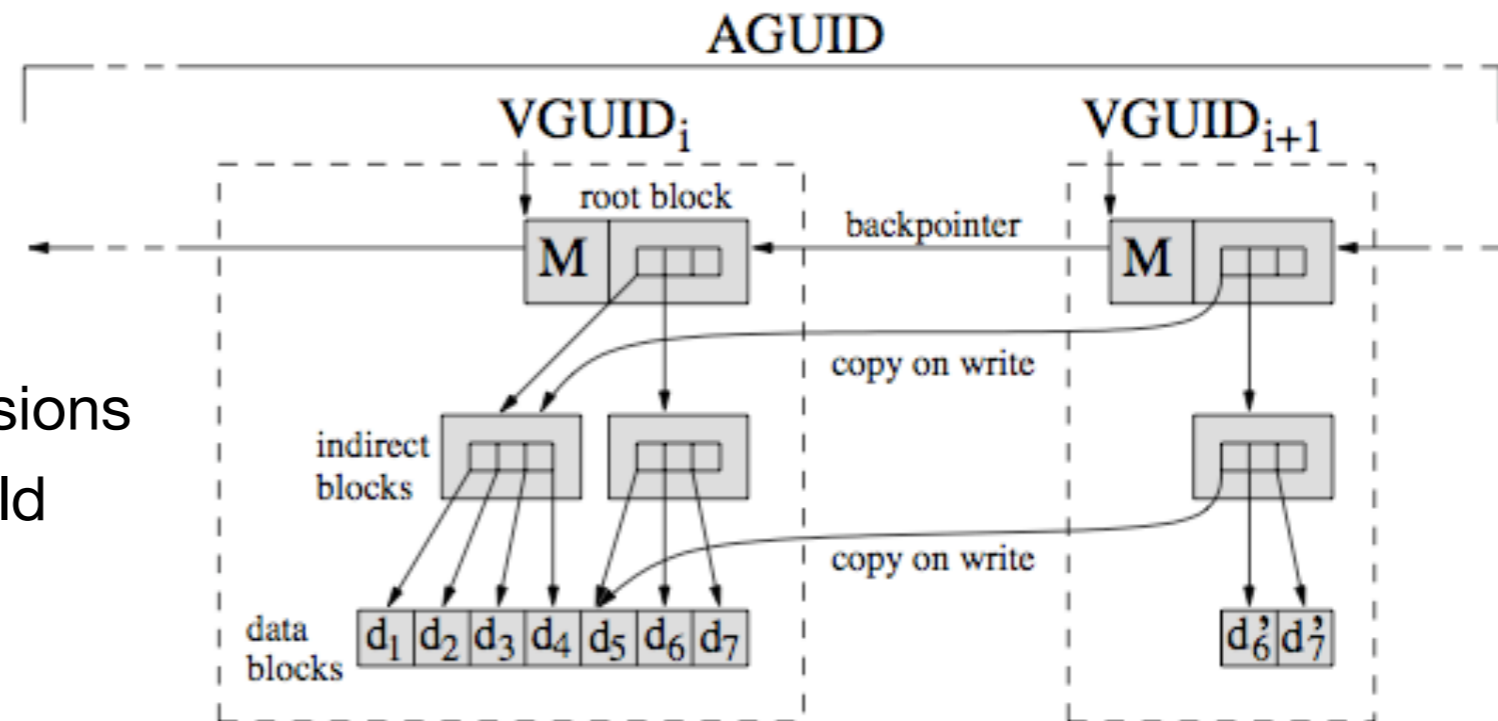 AGUID
VGUIDi
VGUIDi+1
root block
M
backpointer
M
copy on write
sions
indirect
blocks
ld
copy on write
data
blocks
d1 d2 d3 d4 d5 d6 d7
d'6 d'7